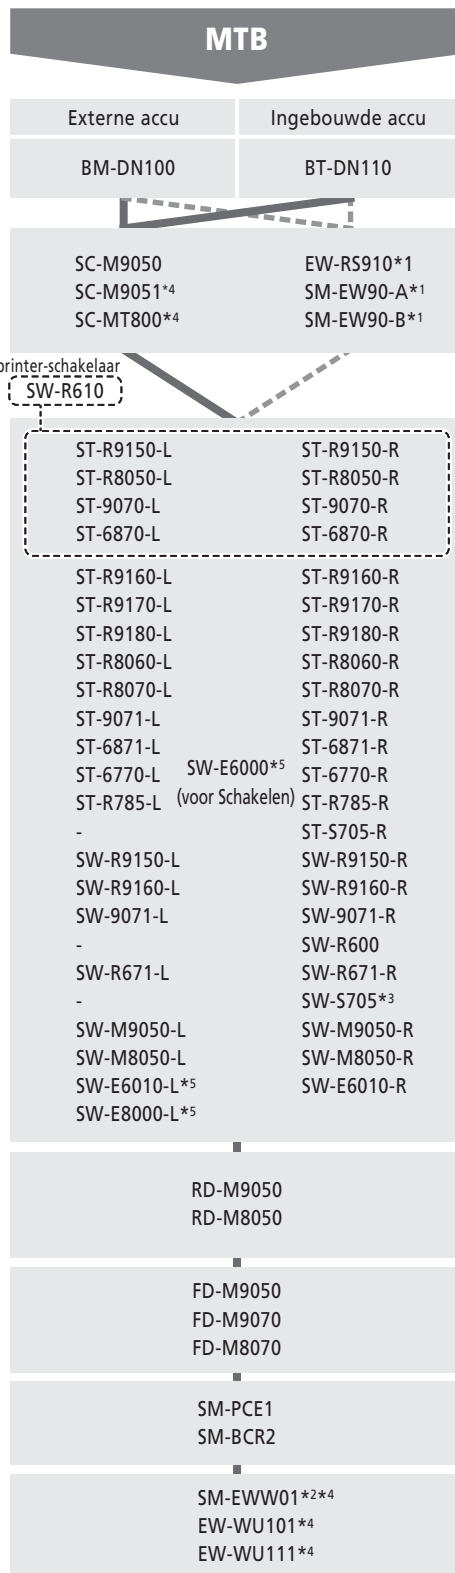 MTB
Externe accu Ingebouwde accu
BM-DN100 BT-DN110
SC-M9050 EW-RS910*1
SC-M9051*4 SM-EW90-A*1
SC-MT800*4 SM-EW90-B*1
printer-schakelaar
SW-R610
ST-R9150-L ST-R9150-R
ST-R8050-L ST-R8050-R
ST-9070-L ST-9070-R
ST-6870-L ST-6870-R
ST-R9160-L ST-R9160-R
ST-R9170-L ST-R9170-R
ST-R9180-L ST-R9180-R
ST-R8060-L ST-R8060-R
ST-R8070-L ST-R8070-R
ST-9071-L ST-9071-R
ST-6871-L ST-6871-R
ST-6770-L SW-E6000*5 ST-6770-R
ST-R785-L (voor Schakelen) ST-R785-R
- ST-S705-R
SW-R9150-L SW-R9150-R
SW-R9160-L SW-R9160-R
SW-9071-L SW-9071-R
- SW-R600
SW-R671-L SW-R671-R
- SW-S705*3
SW-M9050-L SW-M9050-R
SW-M8050-L SW-M8050-R
SW-E6010-L*5 SW-E6010-R
SW-E8000-L*5
RD-M9050
RD-M8050
FD-M9050
FD-M9070
FD-M8070
SM-PCE1
SM-BCR2
SM-EWW01*2*4
EW-WU101*4
EW-WU111*4